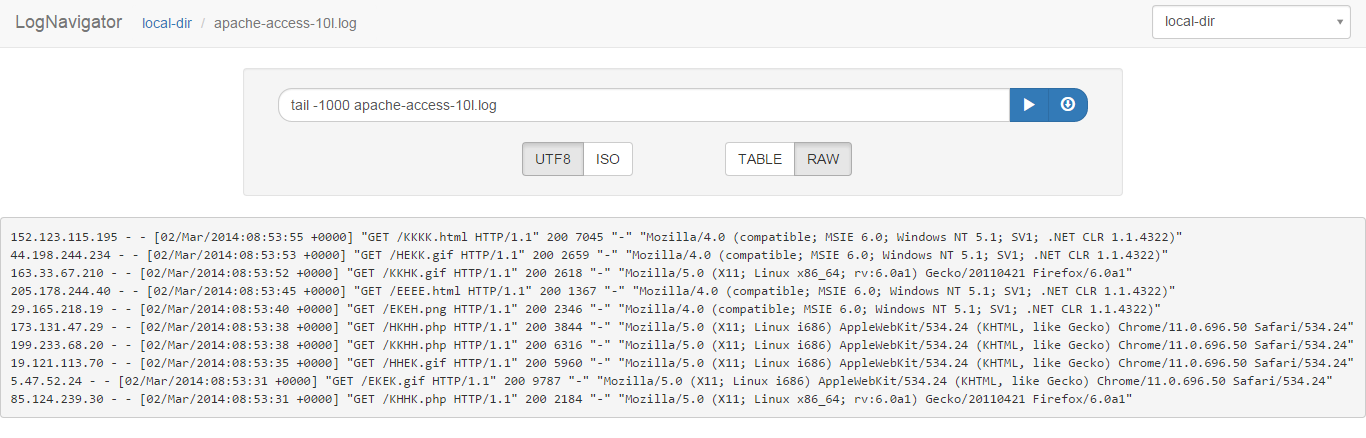 LogNavigator local-dir / apache-access-10l.log local-dir
tail -1000 apache-access-10l.log
UTF8 ISO TABLE RAW
152.123.115.195 - - [02/Mar/2014:08:53:55 +0000] "GET /KKKK.html HTTP/1.1" 200 7045 "-" "Mozilla/4.0 (compatible; MSIE 6.0; Windows NT 5.1; SV1; .NET CLR 1.1.4322)"
44.198.244.234 - - [02/Mar/2014:08:53:53 +0000] "GET /HEKK.gif HTTP/1.1" 200 2659 "-" "Mozilla/4.0 (compatible; MSIE 6.0; Windows NT 5.1; SV1; .NET CLR 1.1.4322)"
163.33.67.210 - - [02/Mar/2014:08:53:52 +0000] "GET /KKHK.gif HTTP/1.1" 200 2618 "-" "Mozilla/5.0 (X11; Linux x86_64; rv:6.0a1) Gecko/20110421 Firefox/6.0a1"
205.178.244.40 - - [02/Mar/2014:08:53:45 +0000] "GET /EEEE.html HTTP/1.1" 200 1367 "-" "Mozilla/4.0 (compatible; MSIE 6.0; Windows NT 5.1; SV1; .NET CLR 1.1.4322)"
29.165.218.19 - - [02/Mar/2014:08:53:40 +0000] "GET /EKEH.png HTTP/1.1" 200 2346 "-" "Mozilla/4.0 (compatible; MSIE 6.0; Windows NT 5.1; SV1; .NET CLR 1.1.4322)"
173.131.47.29 - - [02/Mar/2014:08:53:38 +0000] "GET /HKHH.php HTTP/1.1" 200 3844 "-" "Mozilla/5.0 (X11; Linux i686) AppleWebKit/534.24 (KHTML, like Gecko) Chrome/11.0.696.50 Safari/534.24"
199.233.68.20 - - [02/Mar/2014:08:53:38 +0000] "GET /KKHH.php HTTP/1.1" 200 6316 "-" "Mozilla/5.0 (X11; Linux i686) AppleWebKit/534.24 (KHTML, like Gecko) Chrome/11.0.696.50 Safari/534.24"
19.121.113.70 - - [02/Mar/2014:08:53:35 +0000] "GET /HHEK.gif HTTP/1.1" 200 5960 "-" "Mozilla/5.0 (X11; Linux i686) AppleWebKit/534.24 (KHTML, like Gecko) Chrome/11.0.696.50 Safari/534.24"
5.47.52.24 - - [02/Mar/2014:08:53:31 +0000] "GET /EKEK.gif HTTP/1.1" 200 9787 "-" "Mozilla/5.0 (X11; Linux i686) AppleWebKit/534.24 (KHTML, like Gecko) Chrome/11.0.696.50 Safari/534.24"
85.124.239.30 - - [02/Mar/2014:08:53:31 +0000] "GET /KHHK.php HTTP/1.1" 200 2184 "-" "Mozilla/5.0 (X11; Linux x86_64; rv:6.0a1) Gecko/20110421 Firefox/6.0a1"